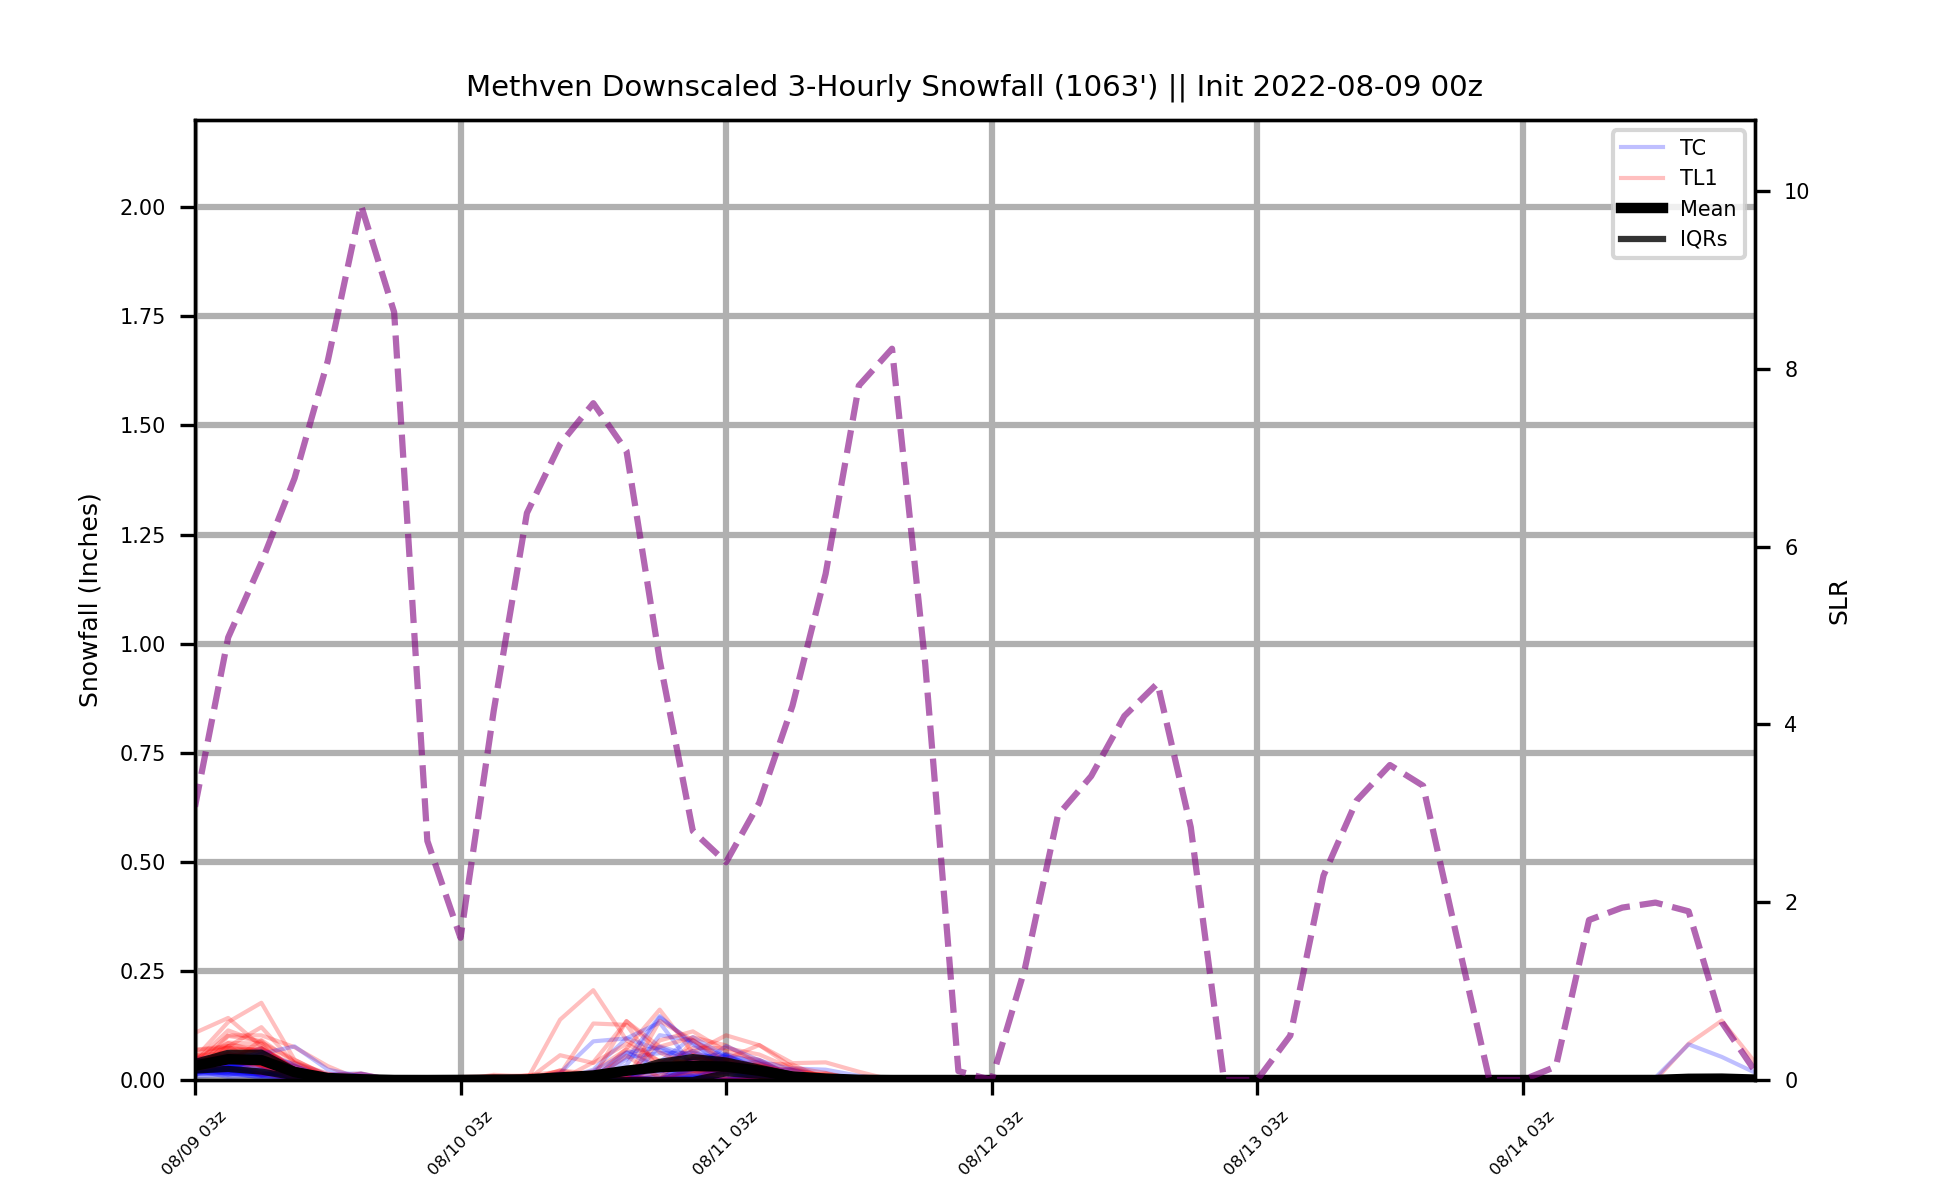 Methven Downscaled 3-Hourly Snowfall (1063') || Init 2022-08-09 00z
TC
TL1
Mean
IQRs
2.00
1.75
1.50
1.25
1.00
0.75
0.50
0.25
0.00
Snowfall (Inches)
10
8
6
4
2
0
SLR
08/09 03z
08/10 03z
08/11 03z
08/12 03z
08/13 03z
08/14 03z